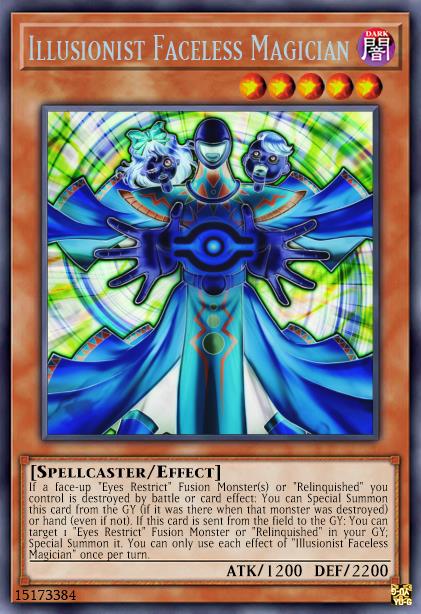 Illusionist Faceless Magician
DARK
闇
[Spellcaster/Effect]
If a face-up "Eyes Restrict" Fusion Monster(s) or "Relinquished" you
control is destroyed by battle or card effect: You can Special Summon
this card from the GY (if it was there when that monster was destroyed)
or hand (even if not). If this card is sent from the field to the GY: You can
target 1 "Eyes Restrict" Fusion Monster or "Relinquished" in your GY;
Special Summon it. You can only use each effect of "Illusionist Faceless
Magician" once per turn.
ATK/1200 DEF/2200
15173384